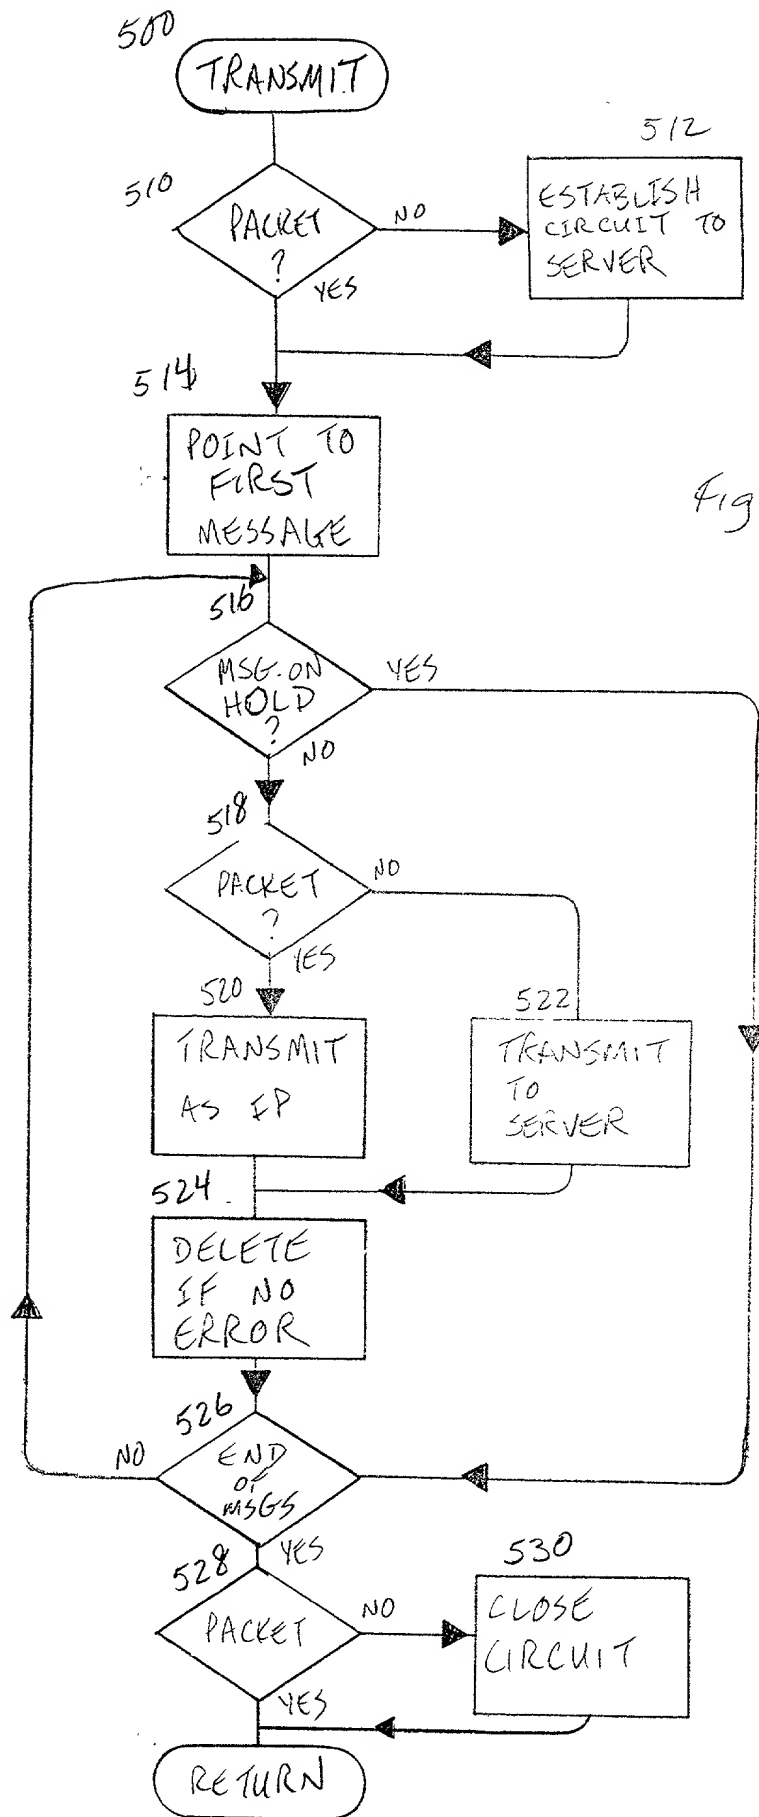 500
TRANSMIT
512
510
PACKET
?
NO
YES
ESTABLISH
CIRCUIT TO
SERVER
514
POINT TO
FIRST
MESSAGE
Fig
516
MSG. ON
HOLD
?
YES
NO
518
PACKET
?
NO
YES
520
522
TRANSMIT
AS IP
TRANSMIT
TO
SERVER
524
DELETE
IF NO
ERROR
526
END
OF
MSGS
NO
YES
528
530
PACKET
NO
YES
CLOSE
CIRCUIT
RETURN